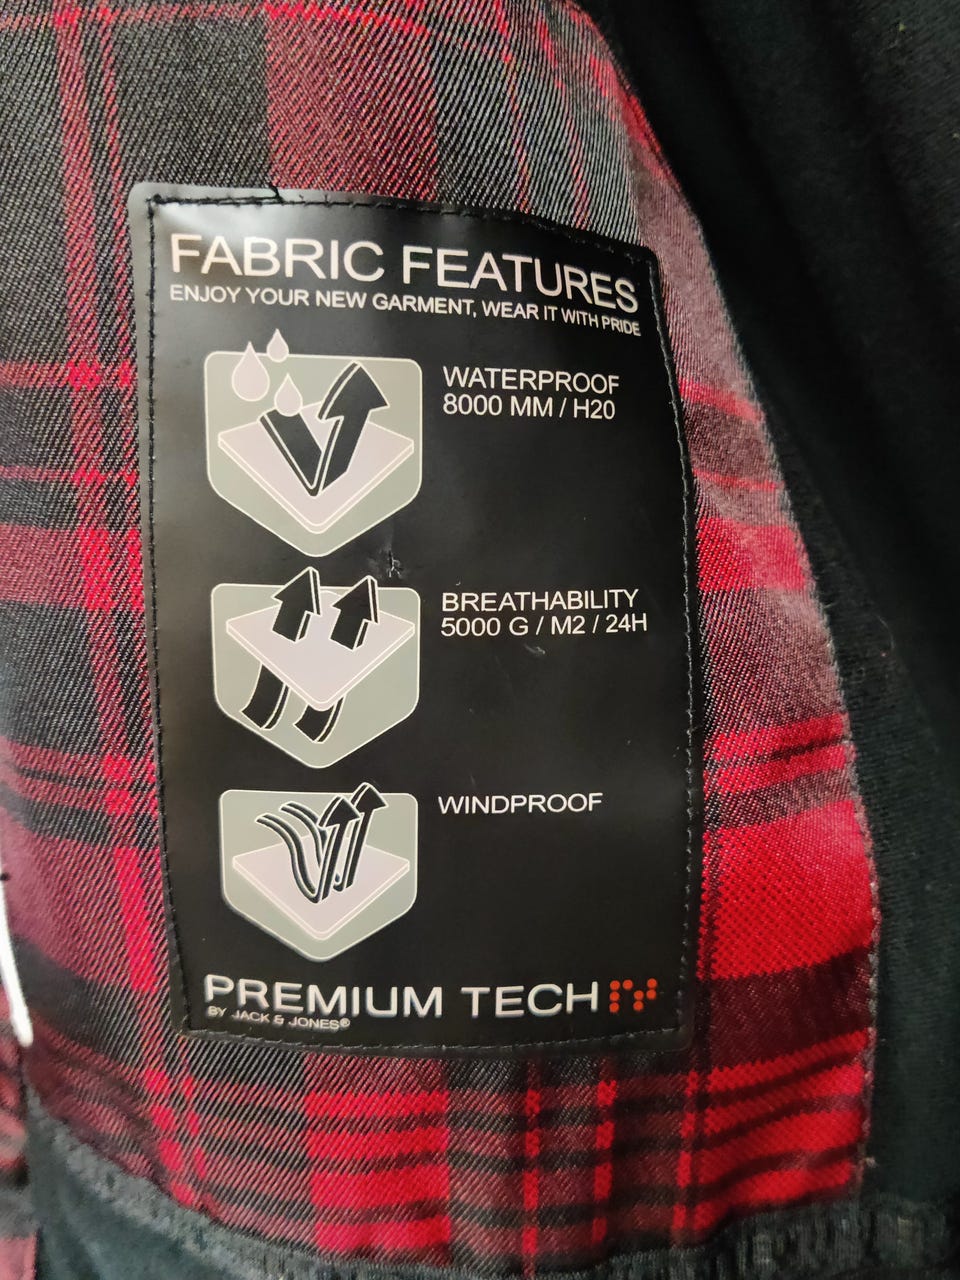 FABRIC FEATURES
ENJOY YOUR NEW GARMENT, WEAR IT WITH PRIDE
WATERPROOF
8000 MM / H20
BREATHABILITY
5000 G / M2 / 24H
WINDPROOF
PREMIUM TECH
BY JACK & JONES®